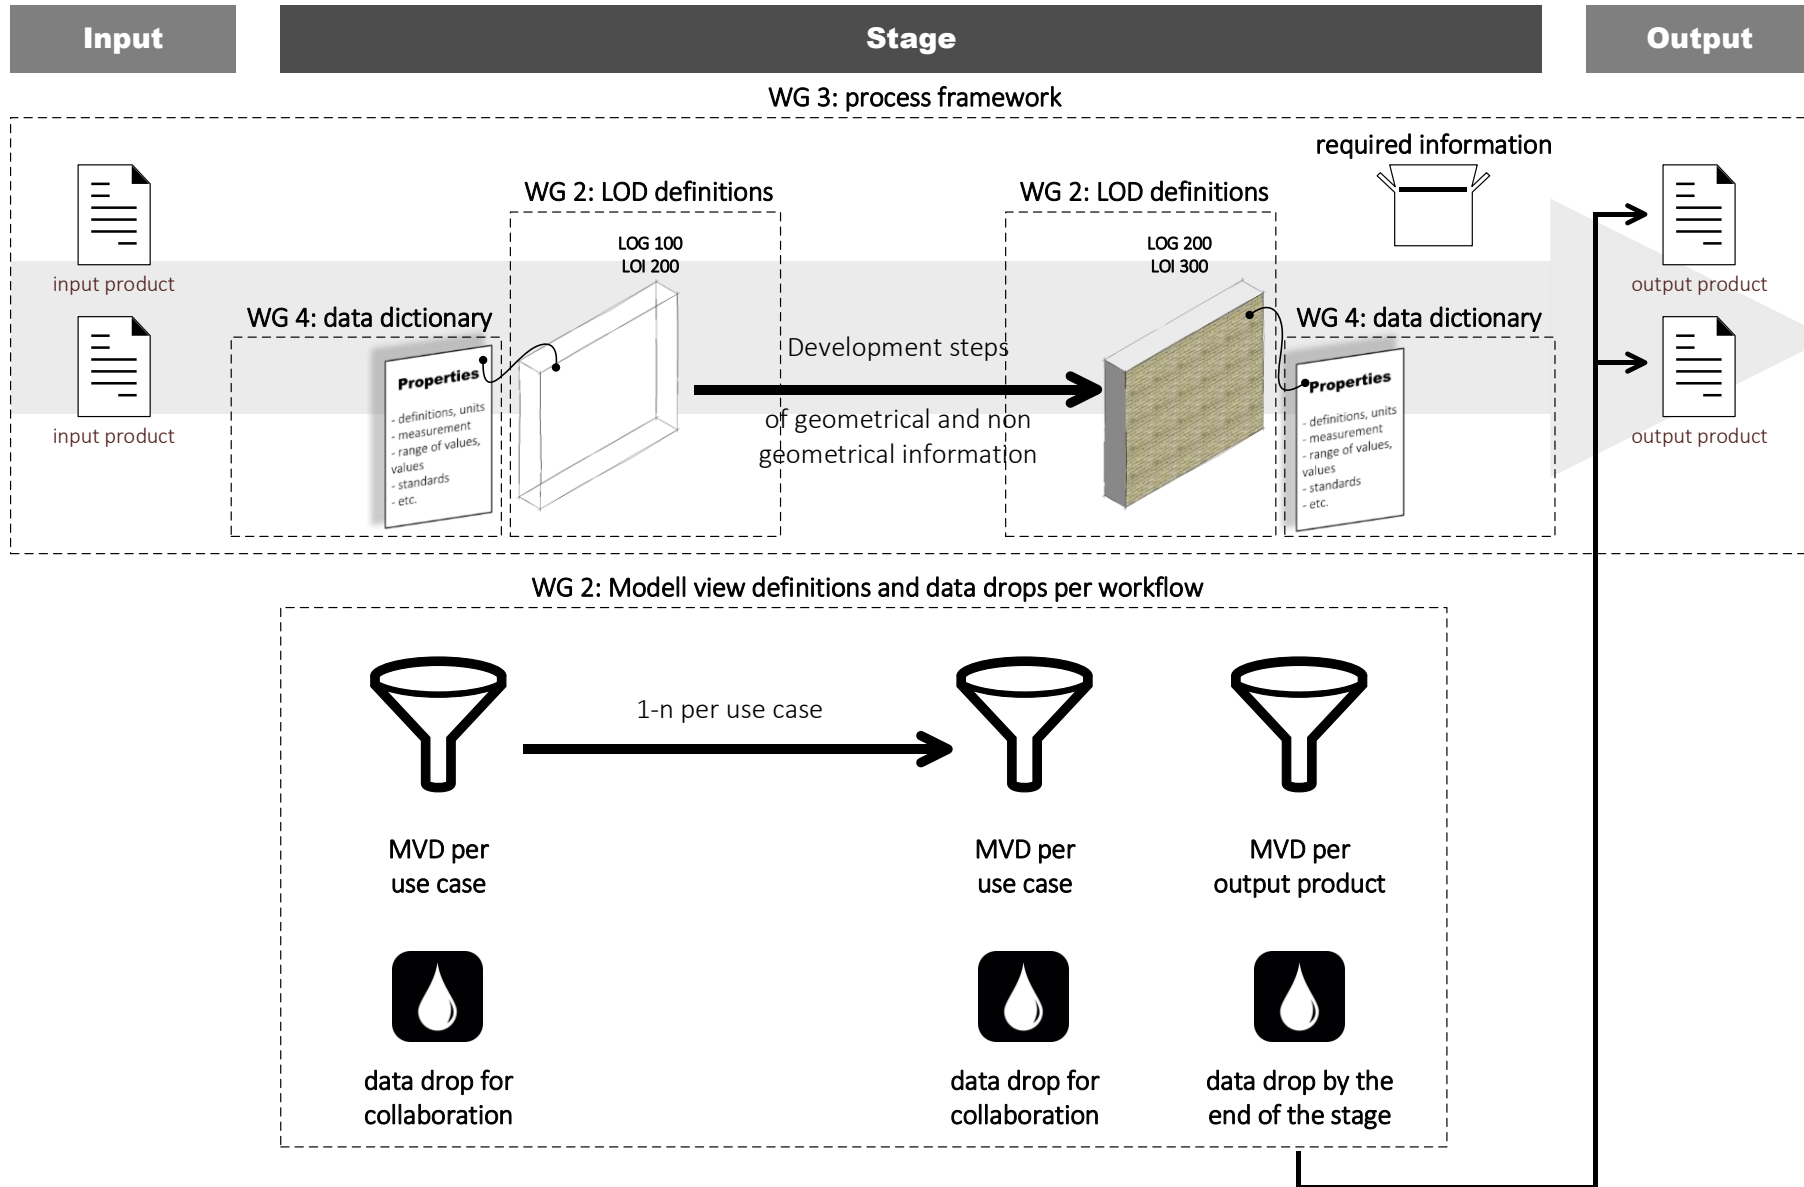 Input
Stage
Output
WG 3: process framework
required information
WG 2: LOD definitions
WG 2: LOD definitions
LOG 100
LOI 200
LOG 200
LOI 300
input product
output product
WG 4: data dictionary
WG 4: data dictionary
Properties
- definitions, units
- measurement
- range of values,
values
- standards
- etc.
Development steps
of geometrical and non
geometrical information
Properties
- definitions, units
- measurement
- range of values,
values
- standards
- etc.
input product
output product
WG 2: Modell view definitions and data drops per workflow
1-n per use case
MVD per
use case
MVD per
use case
MVD per
output product
data drop for
collaboration
data drop for
collaboration
data drop by the
end of the stage